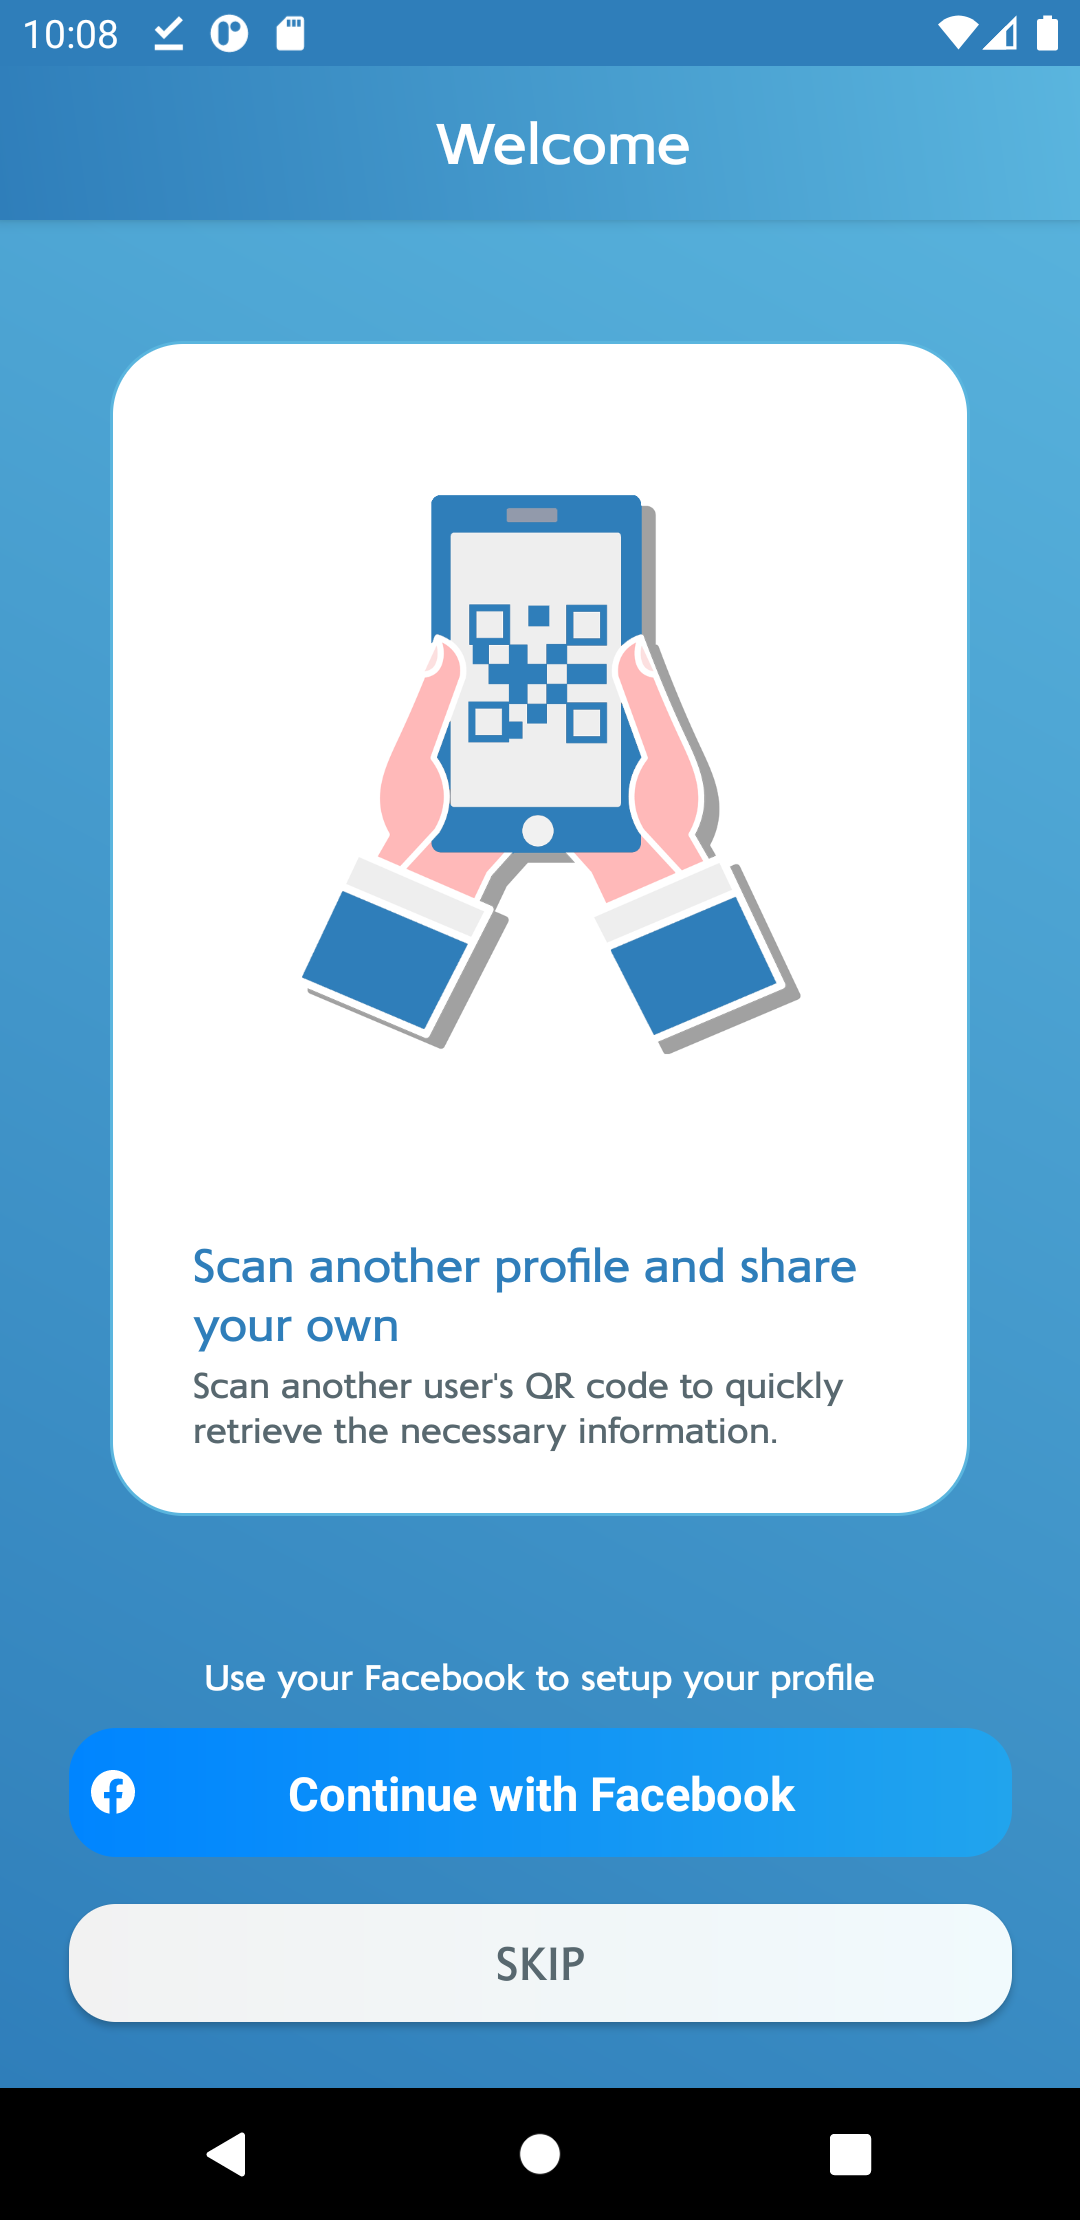 10:08
Welcome
Scan another profile and share
your own
Scan another user's QR code to quickly
retrieve the necessary information.
Use your Facebook to setup your profile
Continue with Facebook
SKIP